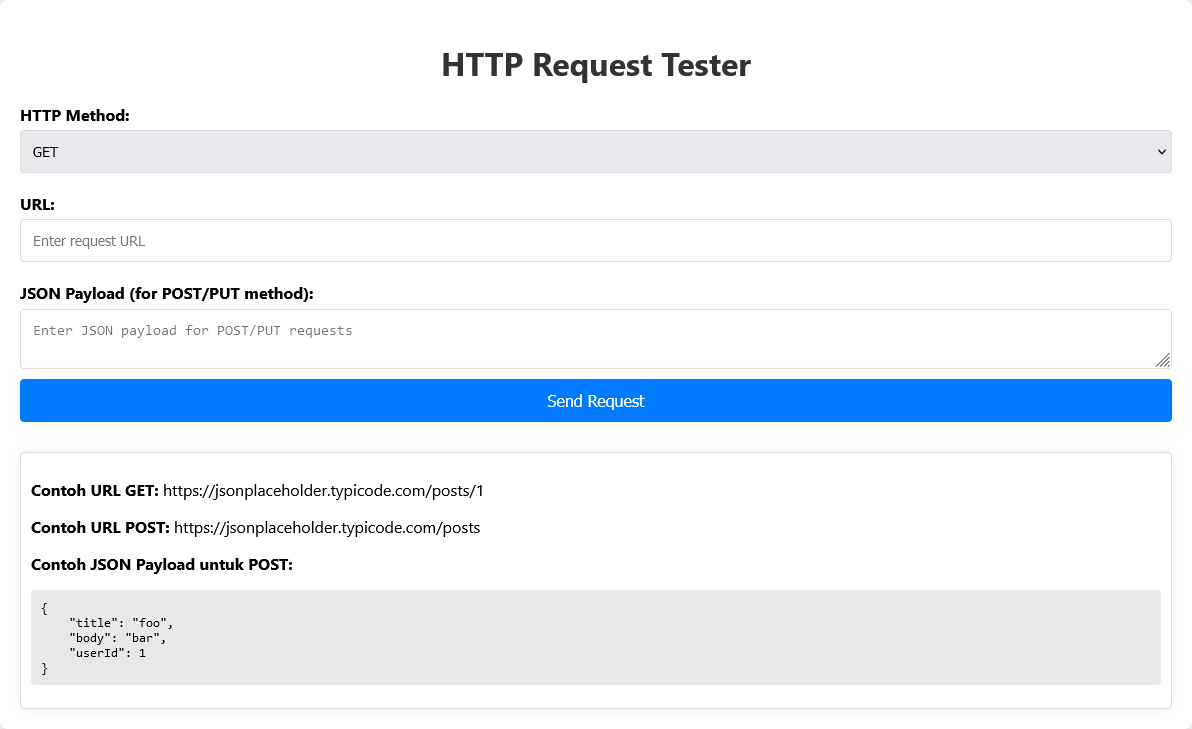 HTTP Request Tester
HTTP Method:
GET
URL:
Enter request URL
JSON Payload (for POST/PUT method):
Enter JSON payload for POST/PUT requests
Send Request
Contoh URL GET: https://jsonplaceholder.typicode.com/posts/1
Contoh URL POST: https://jsonplaceholder.typicode.com/posts
Contoh JSON Payload untuk POST:
{
    "title": "foo",
    "body": "bar",
    "userId": 1
}